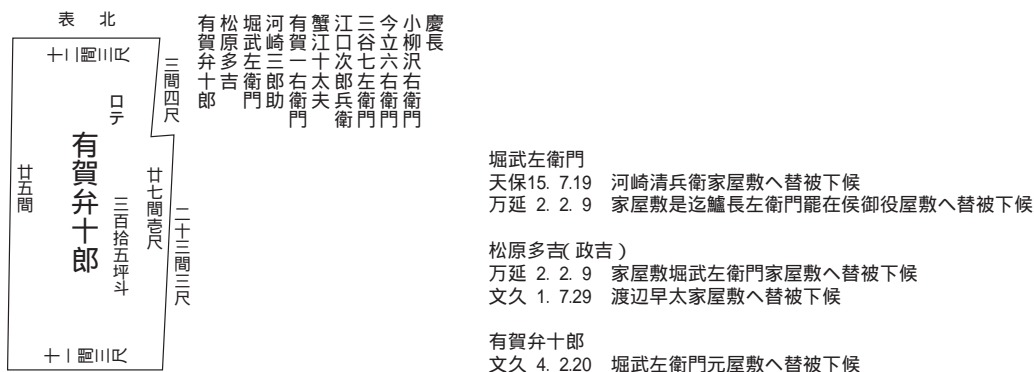 慶長
小柳沢右衛門
今立六右衛門
三谷七左衛門
江口次郎兵衛
蟹江十太夫
有賀一右衛門
河崎三郎助
堀武左衛門
松原多吉
有賀弁十郎
表 北
十二間三尺
三間四尺
ロテ
有賀弁十郎
三百拾五坪斗
廿七間壱尺
二十三間三尺
廿五間
十一間三尺
堀武左衛門
天保15. 7.19 河崎清兵衛家屋敷へ替被下候
万延 2. 2. 9 家屋敷是迄鱸長左衛門罷在侯御役屋敷へ替被下候
松原多吉(政吉)
万延 2. 2. 9 家屋敷堀武左衛門家屋敷へ替被下候
文久 1. 7.29 渡辺早太家屋敷へ替被下候
有賀弁十郎
文久 4. 2.20 堀武左衛門元屋敷へ替被下候